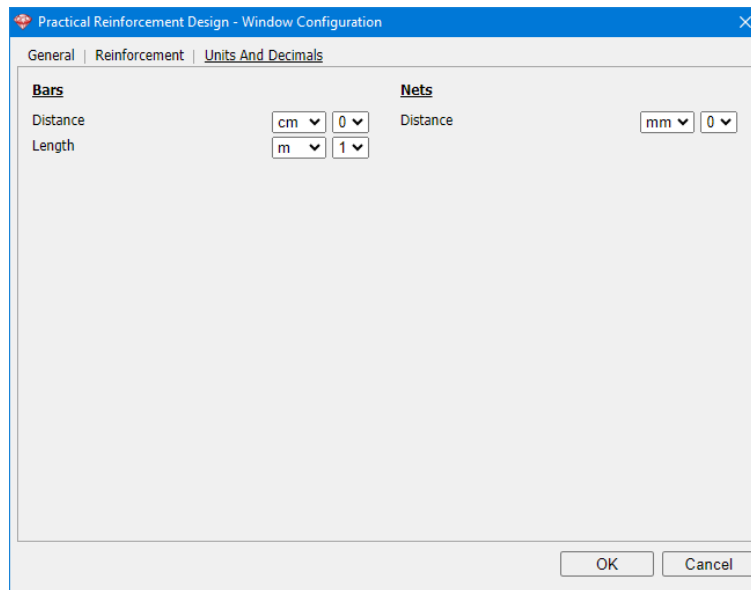 Practical Reinforcement Design - Window Configuration
General | Reinforcement | Units And Decimals
Bars
Distance cm 0
Length m 1
Nets
Distance mm 0
OK Cancel